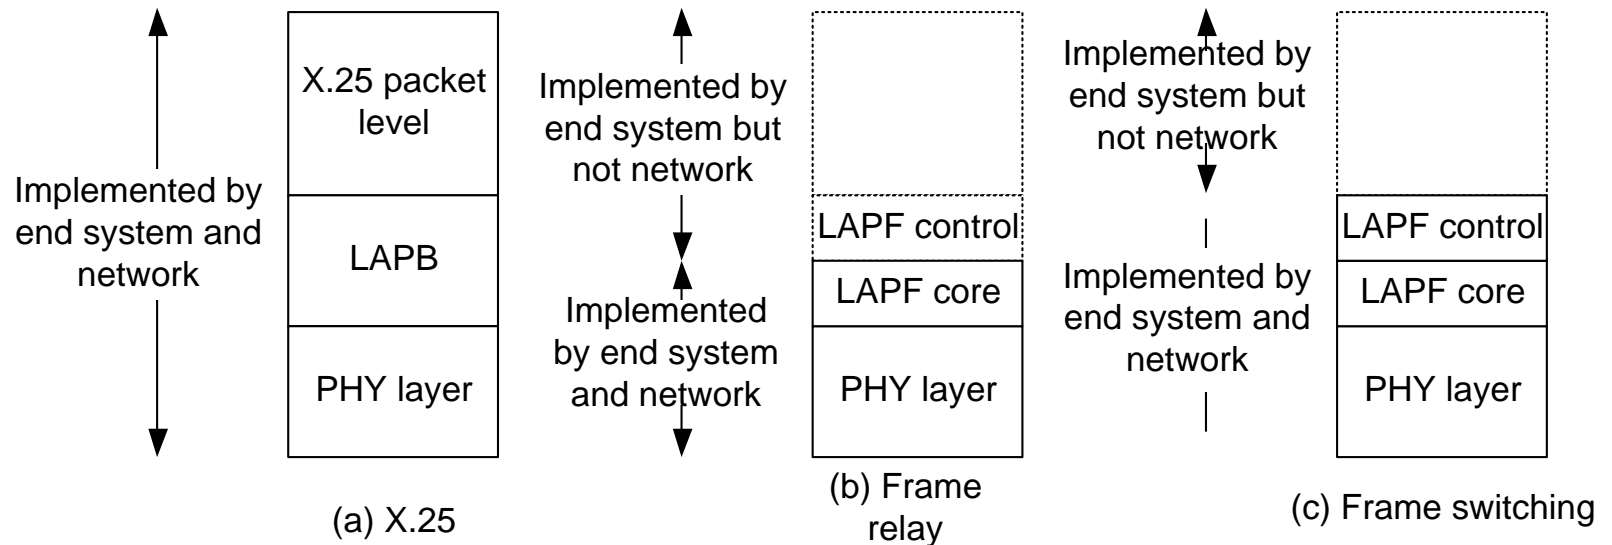 Implemented by
end system and
network
X.25 packet
level
LAPB
PHY layer
(a) X.25
Implemented by
end system but
not network
Implemented
by end system
and network
LAPF control
LAPF core
PHY layer
(b) Frame
relay
Implemented by
end system but
not network
Implemented by
end system and
network
LAPF control
LAPF core
PHY layer
(c) Frame switching